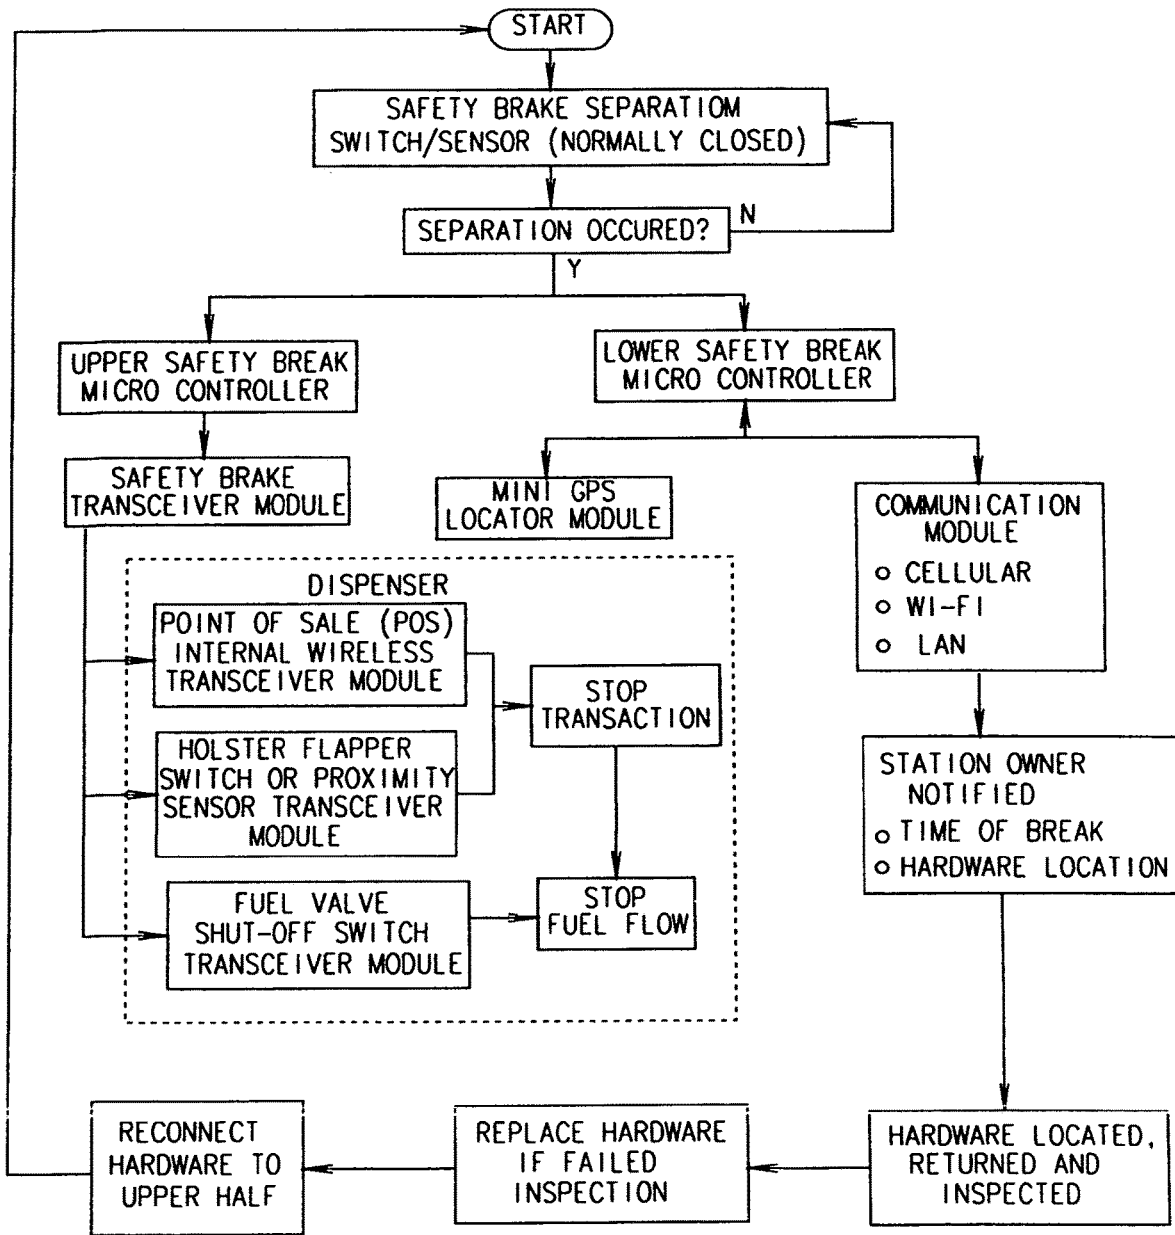 START
SAFETY BRAKE SEPARATIOM
SWITCH/SENSOR (NORMALLY CLOSED)
SEPARATION OCCURED?
N
Y
UPPER SAFETY BREAK
MICRO CONTROLLER
LOWER SAFETY BREAK
MICRO CONTROLLER
SAFETY BRAKE
TRANSCEIVER MODULE
MINI GPS
LOCATOR MODULE
COMMUNICATION
MODULE
o CELLULAR
o WI-FI
o LAN
DISPENSER
POINT OF SALE (POS)
INTERNAL WIRELESS
TRANSCEIVER MODULE
STOP
TRANSACTION
HOLSTER FLAPPER
SWITCH OR PROXIMITY
SENSOR TRANSCEIVER
MODULE
STATION OWNER
NOTIFIED
o TIME OF BREAK
o HARDWARE LOCATION
FUEL VALVE
SHUT-OFF SWITCH
TRANSCEIVER MODULE
STOP
FUEL FLOW
RECONNECT
HARDWARE TO
UPPER HALF
REPLACE HARDWARE
IF FAILED
INSPECTION
HARDWARE LOCATED,
RETURNED AND
INSPECTED